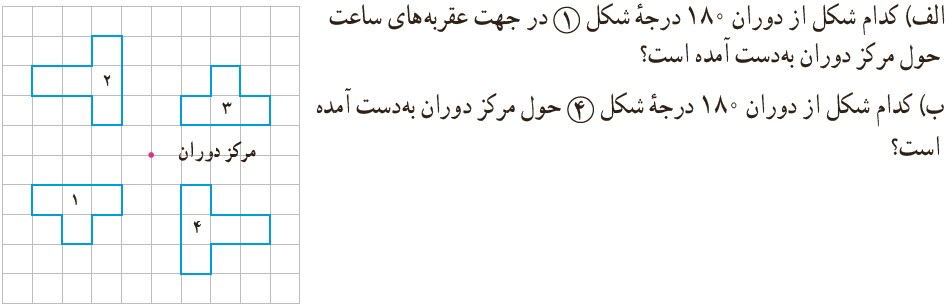 الف) کدام شکل از دوران ۱۸۰ درجهٔ شکل ① در جهت عقربه‌های ساعت
حول مرکز دوران به‌دست آمده است؟
ب) کدام شکل از دوران ۱۸۰ درجهٔ شکل ④ حول مرکز دوران به‌دست آمده
است؟
۲
۳
مرکز دوران
۱
۴